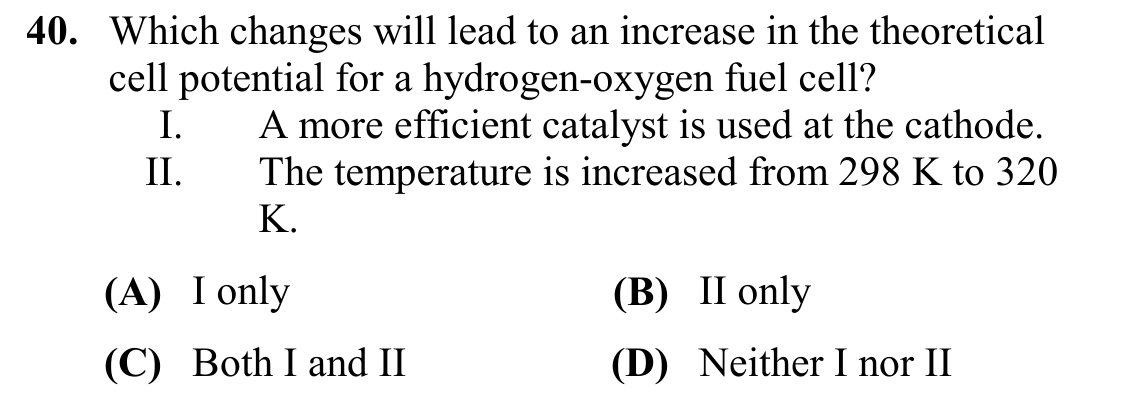 40. Which changes will lead to an increase in the theoretical
cell potential for a hydrogen-oxygen fuel cell?
I. A more efficient catalyst is used at the cathode.
II. The temperature is increased from 298 K to 320
K.
(A) I only (B) II only
(C) Both I and II (D) Neither I nor II